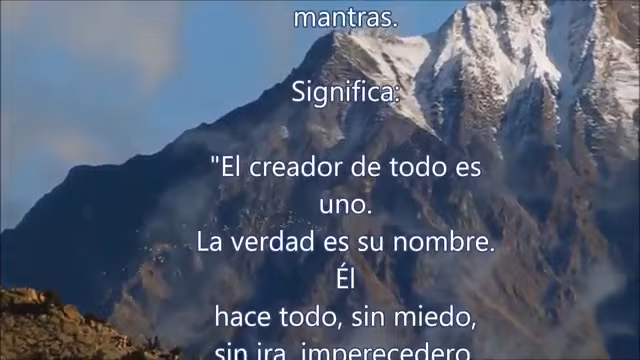 mantras.
Significa:
"El creador de todo es
uno.
La verdad es su nombre.
Él
hace todo, sin miedo,
sin ira, imperecedero,